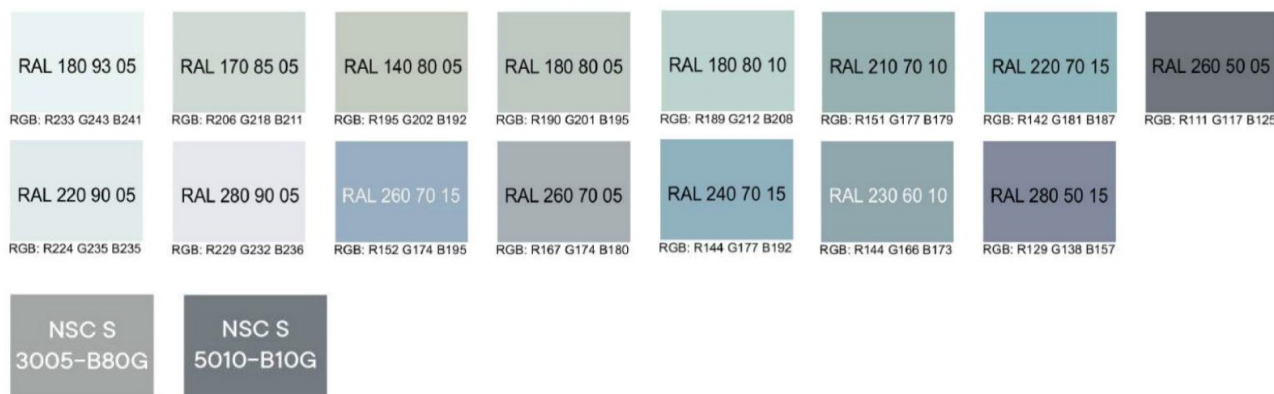 RAL 180 93 05
RGB: R233 G243 B241
RAL 170 85 05
RGB: R206 G218 B211
RAL 140 80 05
RGB: R195 G202 B192
RAL 180 80 05
RGB: R190 G201 B195
RAL 180 80 10
RGB: R189 G212 B208
RAL 210 70 10
RGB: R151 G177 B179
RAL 220 70 15
RGB: R142 G181 B187
RAL 260 50 05
RGB: R111 G117 B125
RAL 220 90 05
RGB: R224 G235 B235
RAL 280 90 05
RGB: R229 G232 B236
RAL 260 70 15
RGB: R152 G174 B195
RAL 260 70 05
RGB: R167 G174 B180
RAL 240 70 15
RGB: R144 G177 B192
RAL 230 60 10
RGB: R144 G166 B173
RAL 280 50 15
RGB: R129 G138 B157
NSC S
3005-B80G
NSC S
5010-B10G